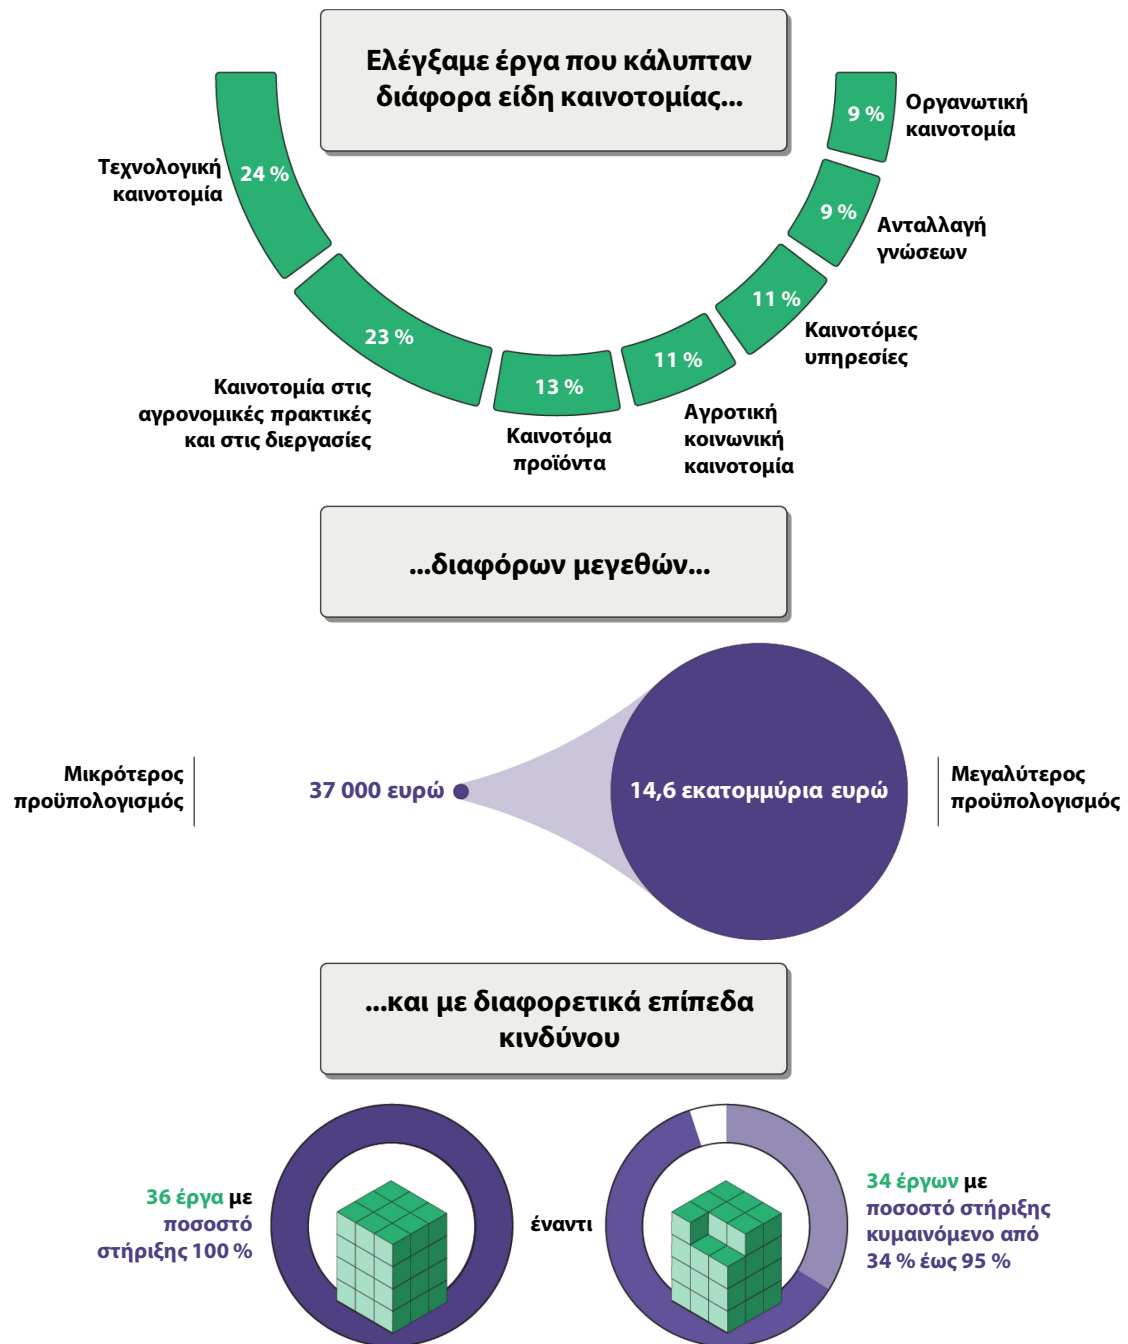 Ελέγξαμε έργα που κάλυπταν
διάφορα είδη καινοτομίας...
Τεχνολογική
καινοτομία
24 %
23 %
Καινοτομία στις
αγρονομικές πρακτικές
και στις διεργασίες
13 %
Καινοτόμα
προϊόντα
11 %
Αγροτική
κοινωνική
καινοτομία
11 %
Καινοτόμες
υπηρεσίες
9 %
Ανταλλαγή
γνώσεων
9 %
Οργανωτική
καινοτομία
...διαφόρων μεγεθών...
Μικρότερος
προϋπολογισμός
37 000 ευρώ
14,6 εκατομμύρια ευρώ
Μεγαλύτερος
προϋπολογισμός
...και με διαφορετικά επίπεδα
κινδύνου
36 έργα με
ποσοστό
στήριξης 100 %
έναντι
34 έργων με
ποσοστό στήριξης
κυμαινόμενο από
34 % έως 95 %